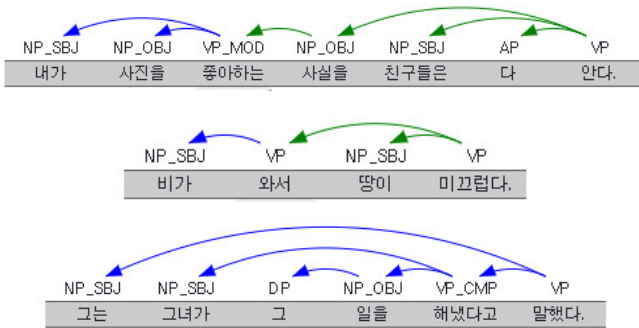 NP_SBJ NP_OBJ VP_MOD NP_OBJ NP_SBJ AP VP
내가 사진을 좋아하는 사실을 친구들은 다 안다.
NP_SBJ VP NP_SBJ VP
비가 와서 땅이 미끄럽다.
NP_SBJ NP_SBJ DP NP_OBJ VP_CMP VP
그는 그녀가 그 일을 해냈다고 말했다.